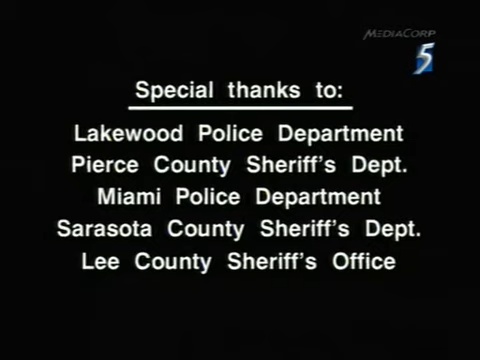 MEDIACORP
5
Special thanks to:
Lakewood Police Department
Pierce County Sheriff's Dept.
Miami Police Department
Sarasota County Sheriff's Dept.
Lee County Sheriff's Office